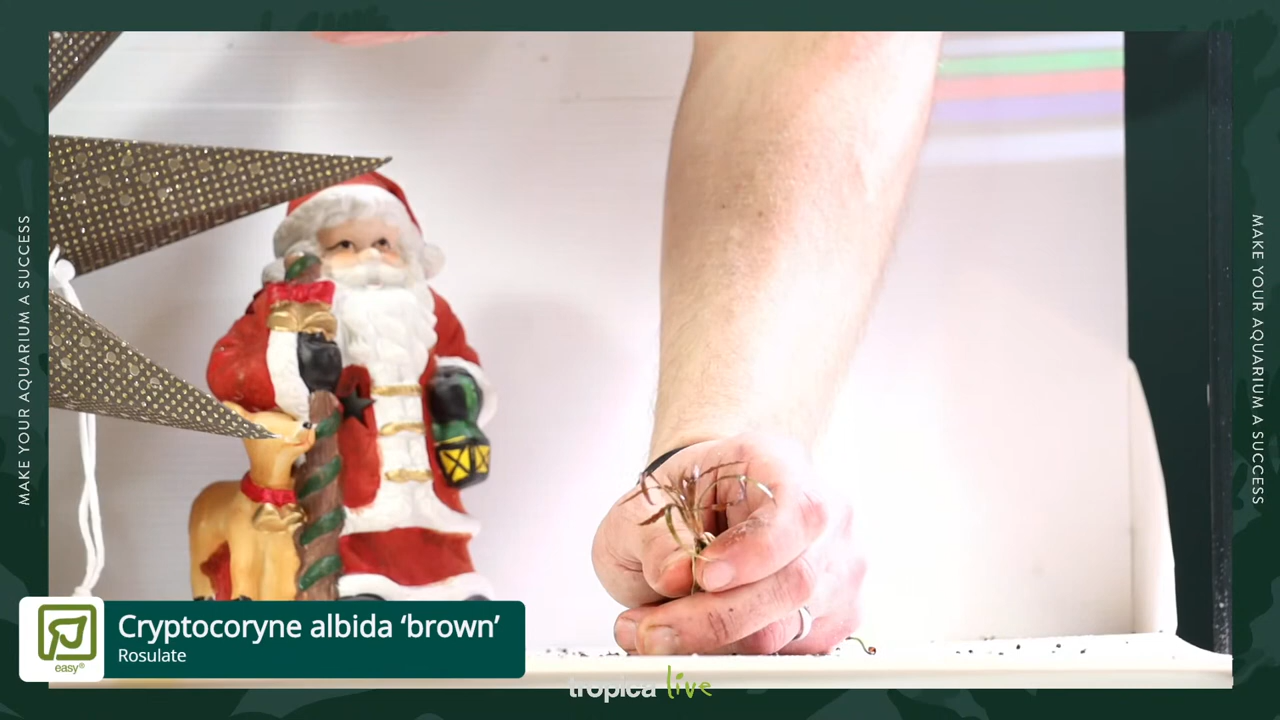 MAKE YOUR AQUARIUM A SUCCESS
MAKE YOUR AQUARIUM A SUCCESS
easy®
Cryptocoryne albida ‘brown’
Rosulate
tropica live